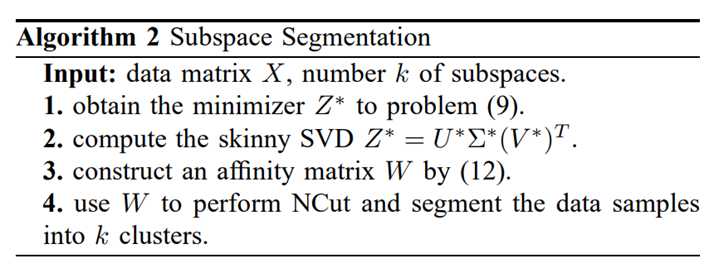 Algorithm 2 Subspace Segmentation
Input: data matrix X, number k of subspaces.
1. obtain the minimizer Z* to problem (9).
2. compute the skinny SVD Z* = U*Σ*(V*)ᵀ.
3. construct an affinity matrix W by (12).
4. use W to perform NCut and segment the data samples
into k clusters.